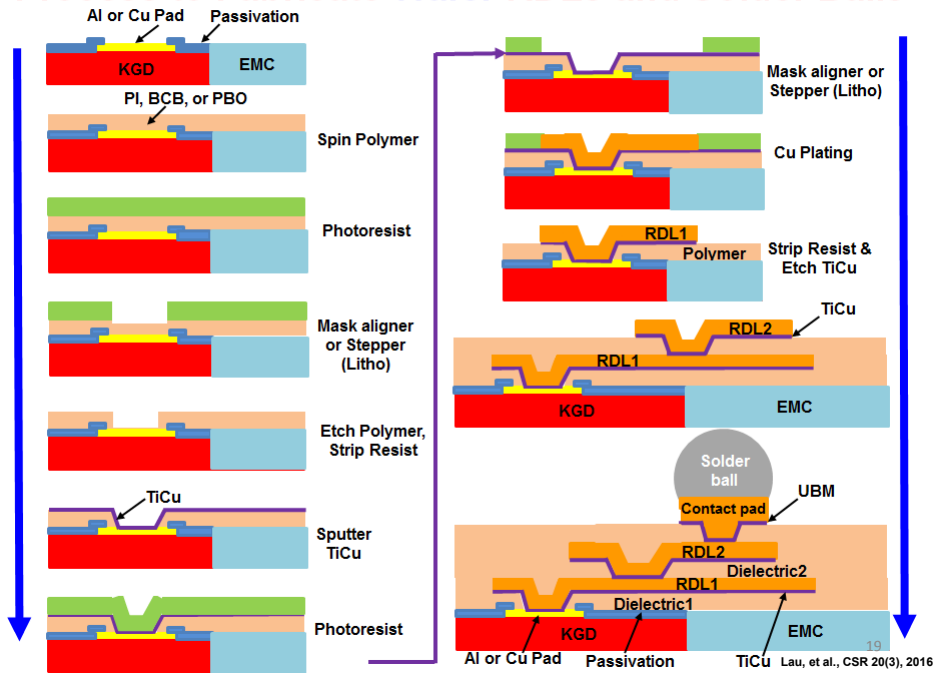 Al or Cu Pad
Passivation
KGD
EMC
PI, BCB, or PBO
Spin Polymer
Photoresist
Mask aligner
or Stepper
(Litho)
Etch Polymer,
Strip Resist
TiCu
Sputter
TiCu
Photoresist
Mask aligner or
Stepper (Litho)
Cu Plating
RDL1
Polymer
Strip Resist &
Etch TiCu
TiCu
RDL2
RDL1
KGD
EMC
Solder
ball
UBM
Contact pad
RDL2
Dielectric2
RDL1
Dielectric1
KGD
EMC
Al or Cu Pad
Passivation
TiCu
19
Lau, et al., CSR 20(3), 2016